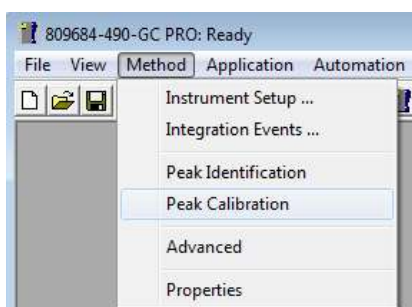 809684-490-GC PRO: Ready
File View Method Application Automation
Instrument Setup ...
Integration Events ...
Peak Identification
Peak Calibration
Advanced
Properties